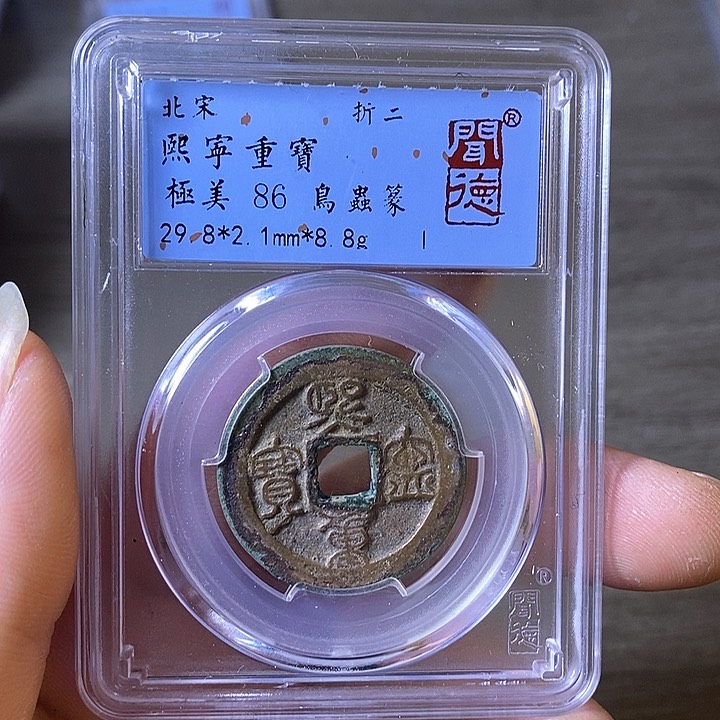 北宋 折二
熙寧重寶
極美 86 鳥蟲篆
29.8*2.1mm*8.8g
聞德®
熙寧重寶
®
聞德